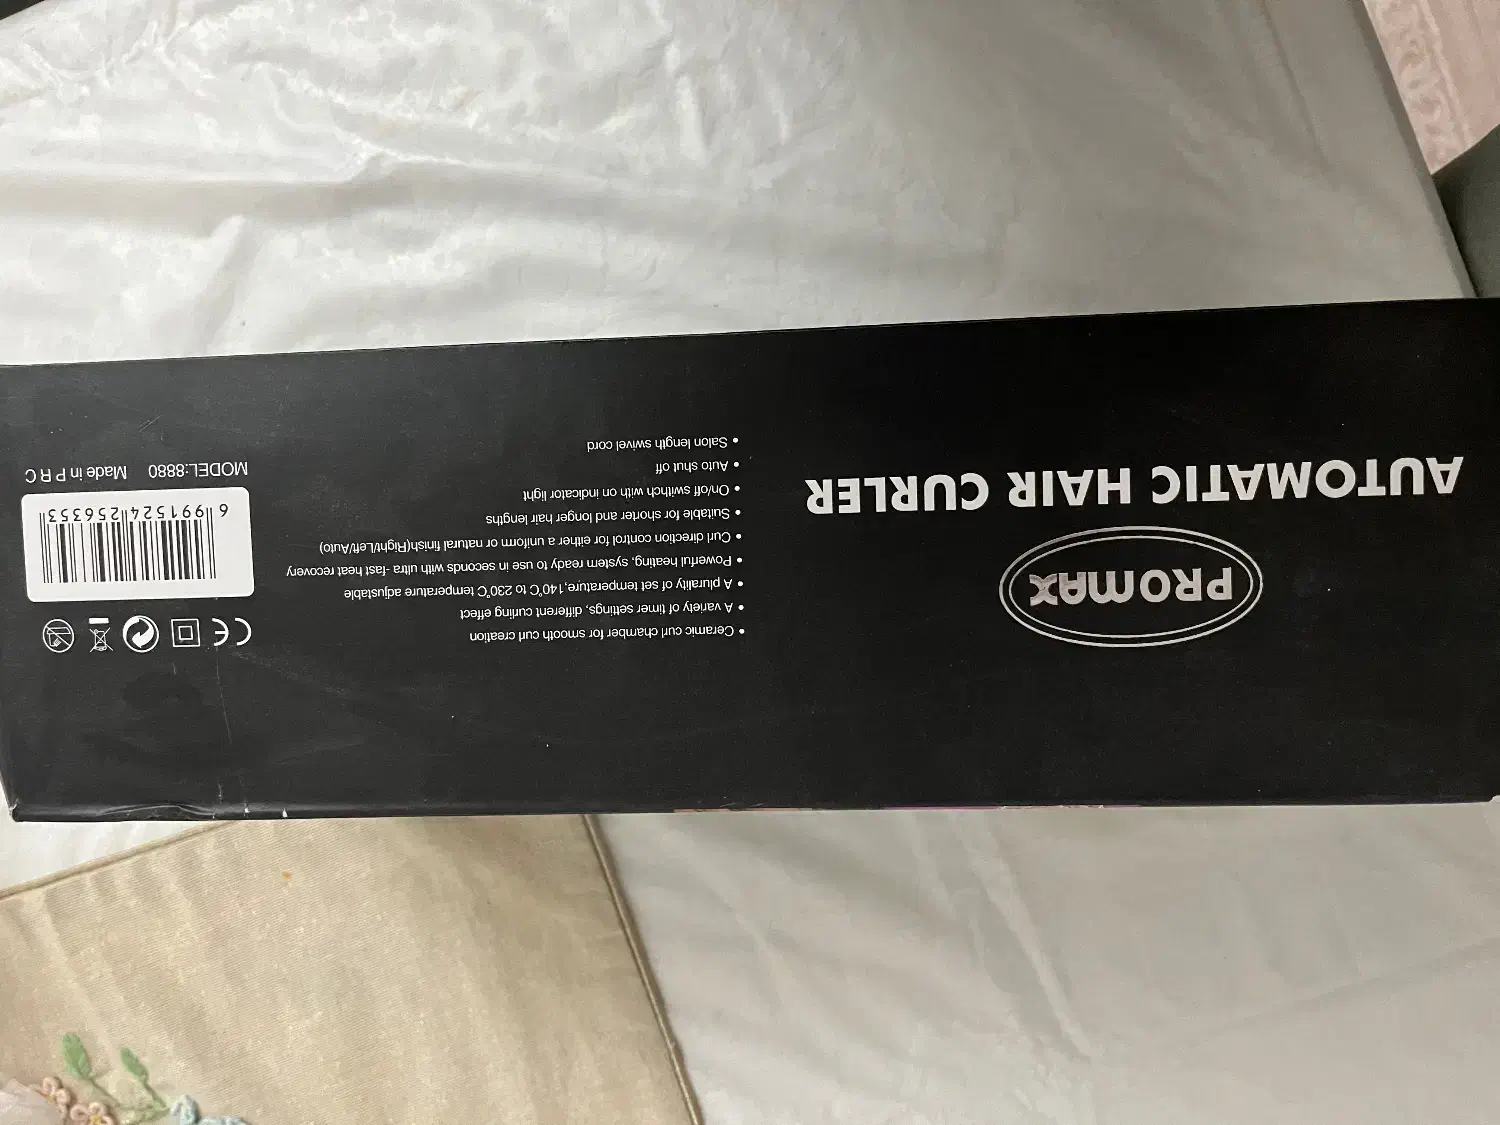 PROMAX
AUTOMATIC HAIR CURLER
• Ceramic curl chamber for smooth curl creation
• A variety of timer settings, different curling effect
• A plurality of set temperature,140°C to 230°C temperature adjustable
• Powerful heating, system ready to use in seconds with ultra -fast heat recovery
• Curl direction control for either a uniform or natural finish(Right/Left/Auto)
• Suitable for shorter and longer hair lengths
• On/off swithch with on indicator light
• Auto shut off
• Salon length swivel cord
CE
6 991524 256353
MODEL:8880 Made in P R C